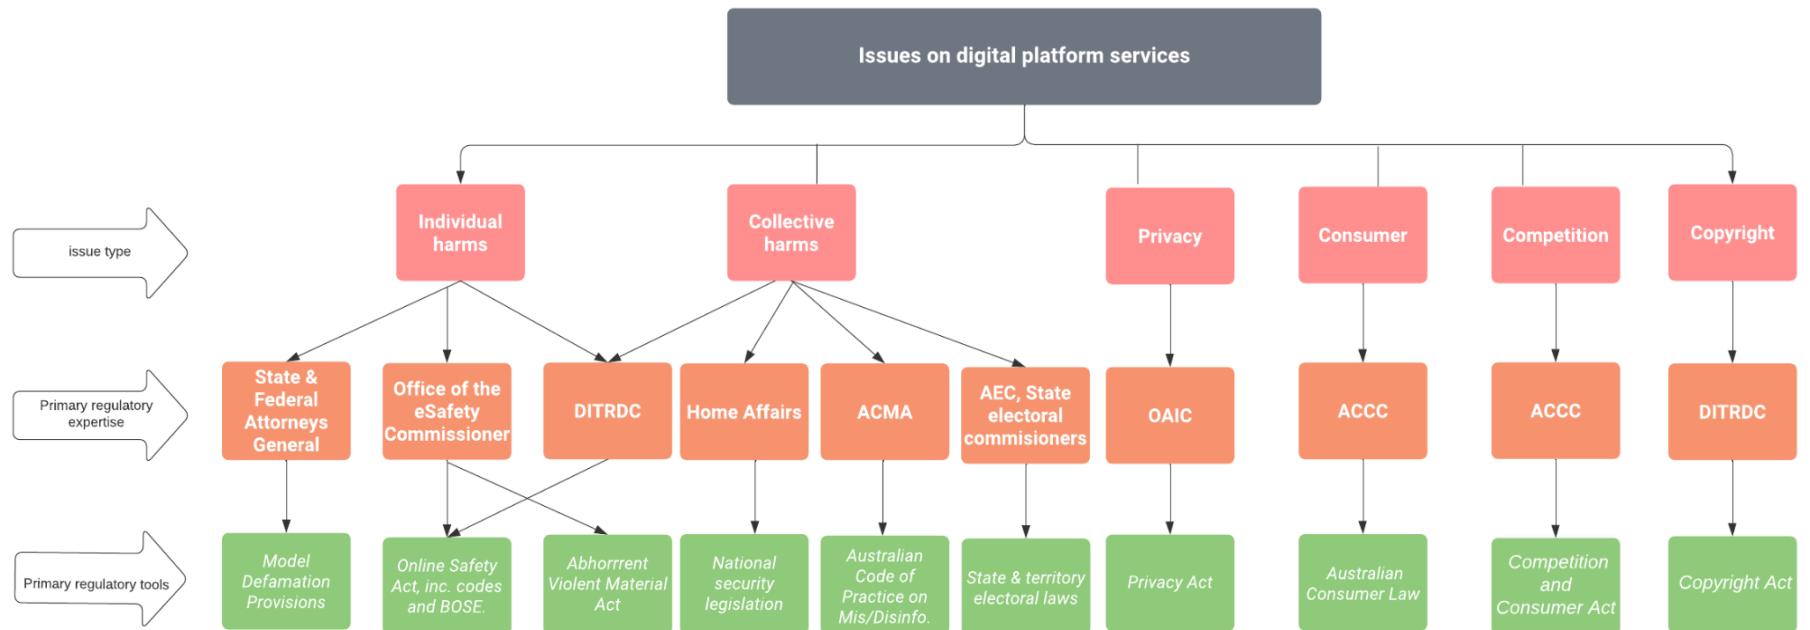 Issues on digital platform services
issue type
Individual
harms
Collective
harms
Privacy
Consumer
Competition
Copyright
Primary regulatory
expertise
State &
Federal
Attorneys
General
Office of the
eSafety
Commissioner
DITRDC
Home Affairs
ACMA
AEC, State
electoral
commisioners
OAIC
ACCC
ACCC
DITRDC
Primary regulatory tools
Model
Defamation
Provisions
Online Safety
Act, inc. codes
and BOSE.
Abhorrrent
Violent Material
Act
National
security
legislation
Australian
Code of
Practice on
Mis/Disinfo.
State & territory
electoral laws
Privacy Act
Australian
Consumer Law
Competition
and
Consumer Act
Copyright Act